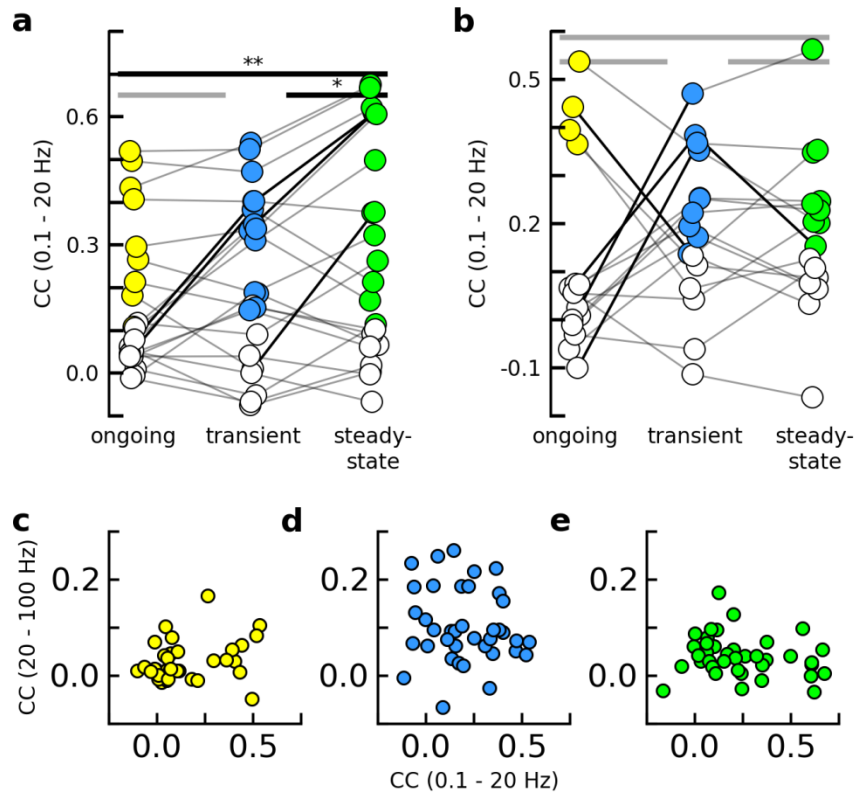 a
b
**
*
0.6
0.3
0.0
CC (0.1 - 20 Hz)
ongoing
transient
steady-
state
0.5
0.2
-0.1
CC (0.1 - 20 Hz)
ongoing
transient
steady-
state
c
d
e
0.2
0.0
CC (20 - 100 Hz)
0.0
0.5
0.2
0.0
0.0
0.5
0.2
0.0
0.0
0.5
CC (0.1 - 20 Hz)